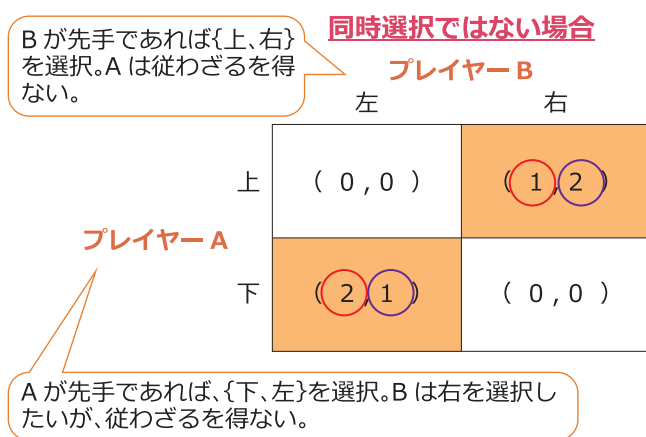 同時選択ではない場合
Bが先手であれば{上、右}
を選択。Aは従わざるを得
ない。
プレイヤーB
左 右
上 ( 0 , 0 ) ( 1 , 2 )
プレイヤーA
下 ( 2 , 1 ) ( 0 , 0 )
Aが先手であれば、{下、左}を選択。Bは右を選択し
たいが、従わざるを得ない。